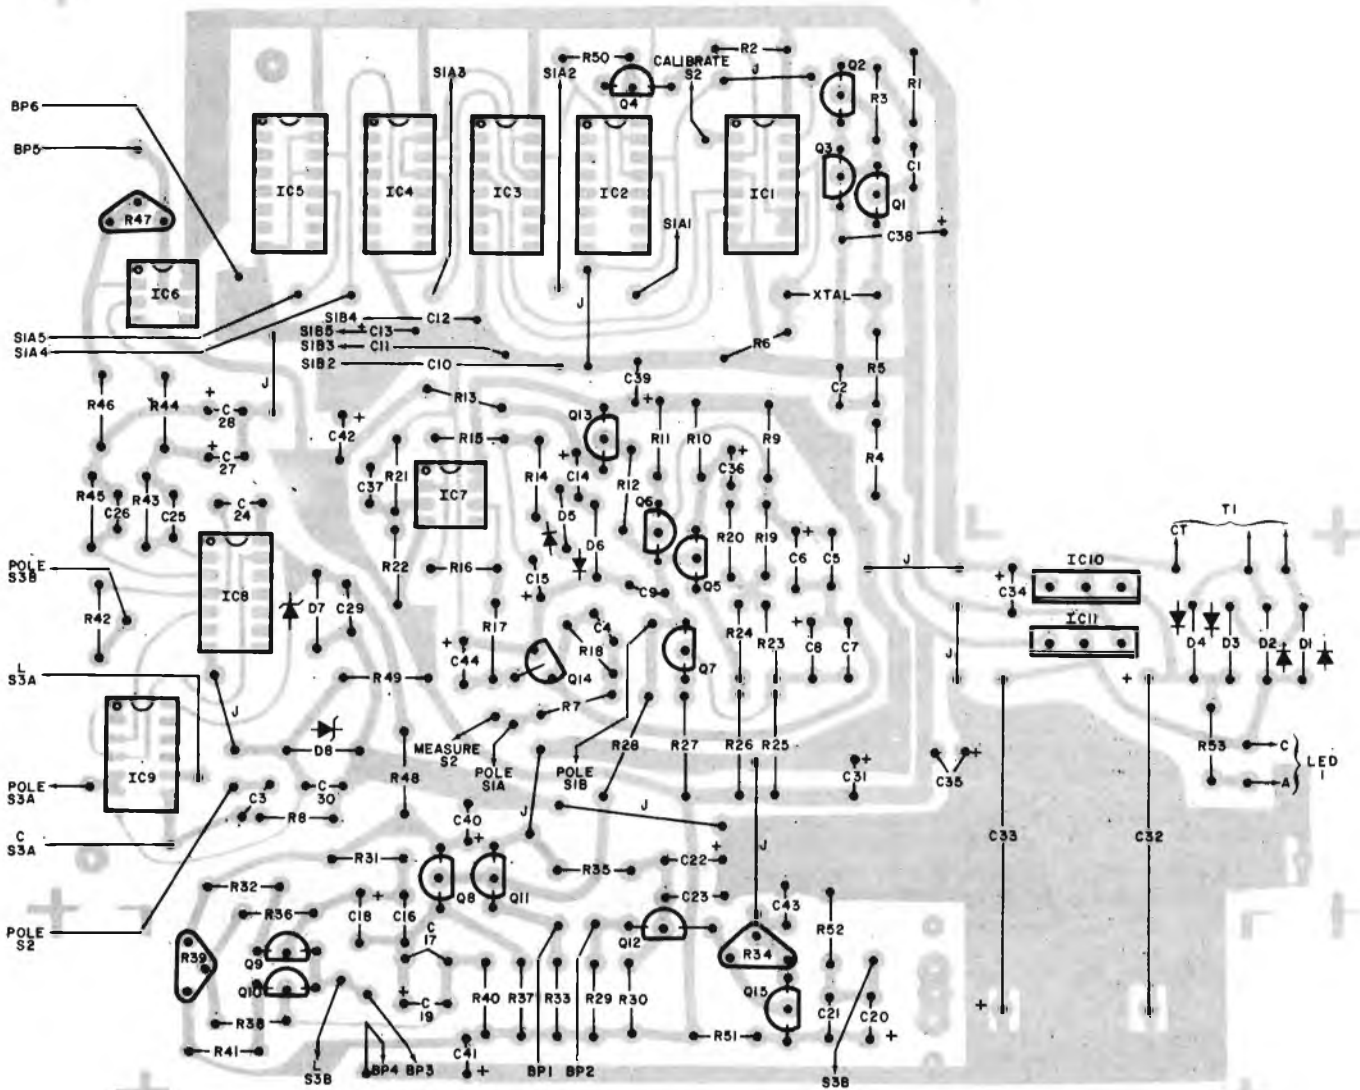 R50
R2
CALIBRATE
S2
J
Q2
R1
S1A3
S1A2
Q4
R3
BP6
BP5
Q3
C1
IC5
IC4
IC3
IC2
IC1
Q1
R47
S1A1
C38
+
IC6
J
XTAL
S1B4
C12
S1B5
+
C13
S1B3
C11
S1A5
S1A4
S1B2
C10
R6
R5
J
C39
C2
R46
R44
+
C
28
R13
+
C42
Q13
+
R11
R10
R9
+
C
27
R15
R4
R45
R43
C26
C25
C37
R21
R14
+
C14
R12
+
C36
IC7
C
24
D5
Q6
T1
CT
POLE
S3B
IC8
R22
R16
D6
R20
R19
+
C6
+
C5
J
+
C34
IC10
C15
+
C9
Q5
R42
D7
C29
R17
C4
R24
R23
+
C8
C7
IC11
D4
D3
D2
D1
L
S3A
+
C44
R18
Q7
J
Q14
R49
+
J
R7
D8
MEASURE
S2
R28
R27
R26
R25
R53
C
A
LED
1
IC9
POLE
S1A
POLE
S1B
+
C31
C35
+
POLE
S3A
R48
C3
C
30
R8
C
S3A
C40
+
J
J
J
C33
C32
R31
+
C22
R35
R32
Q8
Q11
C23
C43
+
C18
C16
R36
C
17
POLE
S2
R52
R39
Q9
Q12
R34
Q10
+
C
19
R40
R37
R33
R29
R30
Q15
+
R38
C21
C20
+
R41
C41
+
R51
L
S3B
BP4
BP3
BP1
BP2
S3B